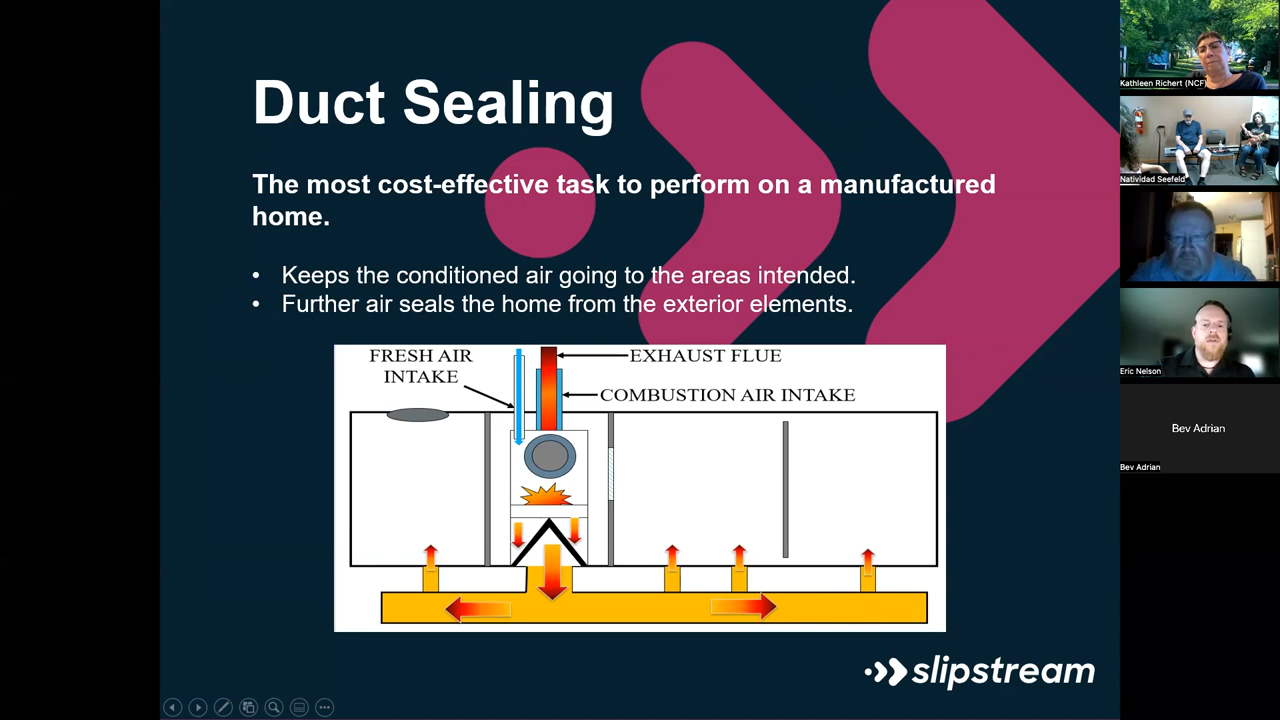 Duct Sealing
The most cost-effective task to perform on a manufactured
home.
• Keeps the conditioned air going to the areas intended.
• Further air seals the home from the exterior elements.
FRESH AIR
INTAKE
EXHAUST FLUE
COMBUSTION AIR INTAKE
slipstream
Kathleen Richert (NCF)
Natividad Seefeld
Eric Nelson
Bev Adrian
Bev Adrian